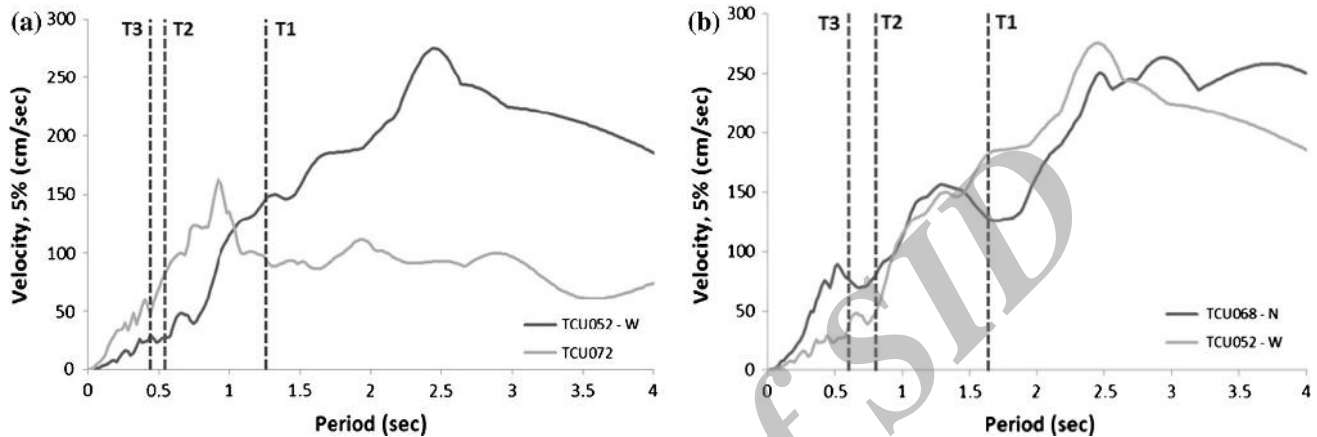 (a)
T3 T2 T1
Velocity, 5% (cm/sec)
300
250
200
150
100
50
0
0 0.5 1 1.5 2 2.5 3 3.5 4
Period (sec)
TCU052 - W
TCU072
(b)
T3 T2 T1
Velocity, 5% (cm/sec)
300
250
200
150
100
50
0
0 0.5 1 1.5 2 2.5 3 3.5 4
Period (sec)
TCU068 - N
TCU052 - W
f SID